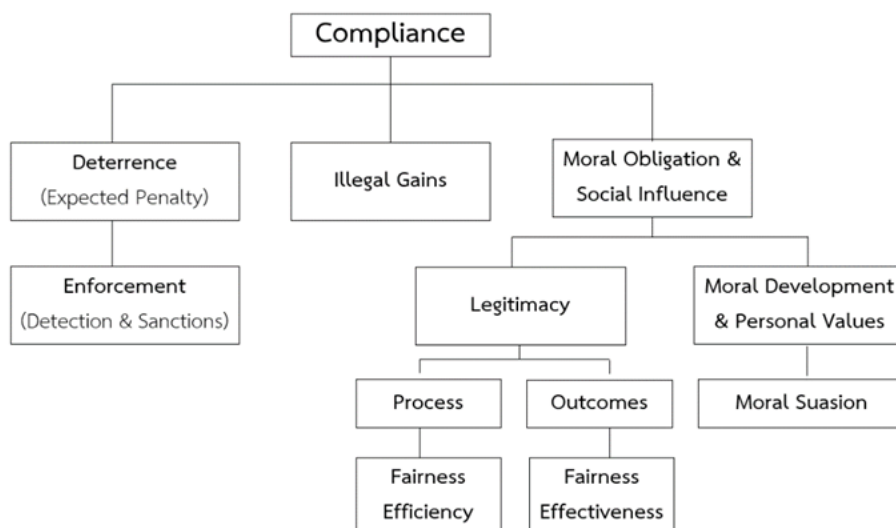 Compliance
Deterrence
(Expected Penalty)
Illegal Gains
Moral Obligation &
Social Influence
Enforcement
(Detection & Sanctions)
Legitimacy
Moral Development
& Personal Values
Process
Outcomes
Moral Suasion
Fairness
Efficiency
Fairness
Effectiveness